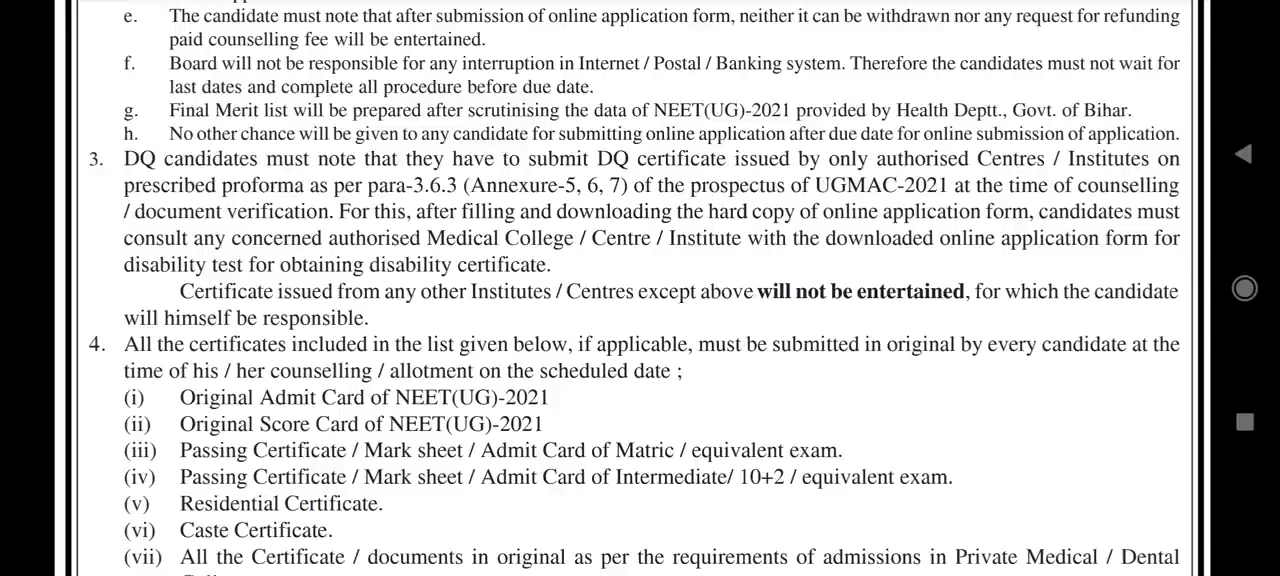 e. The candidate must note that after submission of online application form, neither it can be withdrawn nor any request for refunding
paid counselling fee will be entertained.
f. Board will not be responsible for any interruption in Internet / Postal / Banking system. Therefore the candidates must not wait for
last dates and complete all procedure before due date.
g. Final Merit list will be prepared after scrutinising the data of NEET(UG)-2021 provided by Health Deptt., Govt. of Bihar.
h. No other chance will be given to any candidate for submitting online application after due date for online submission of application.
3. DQ candidates must note that they have to submit DQ certificate issued by only authorised Centres / Institutes on
prescribed proforma as per para-3.6.3 (Annexure-5, 6, 7) of the prospectus of UGMAC-2021 at the time of counselling
/ document verification. For this, after filling and downloading the hard copy of online application form, candidates must
consult any concerned authorised Medical College / Centre / Institute with the downloaded online application form for
disability test for obtaining disability certificate.
Certificate issued from any other Institutes / Centres except above will not be entertained, for which the candidate
will himself be responsible.
4. All the certificates included in the list given below, if applicable, must be submitted in original by every candidate at the
time of his / her counselling / allotment on the scheduled date ;
(i) Original Admit Card of NEET(UG)-2021
(ii) Original Score Card of NEET(UG)-2021
(iii) Passing Certificate / Mark sheet / Admit Card of Matric / equivalent exam.
(iv) Passing Certificate / Mark sheet / Admit Card of Intermediate/ 10+2 / equivalent exam.
(v) Residential Certificate.
(vi) Caste Certificate.
(vii) All the Certificate / documents in original as per the requirements of admissions in Private Medical / Dental